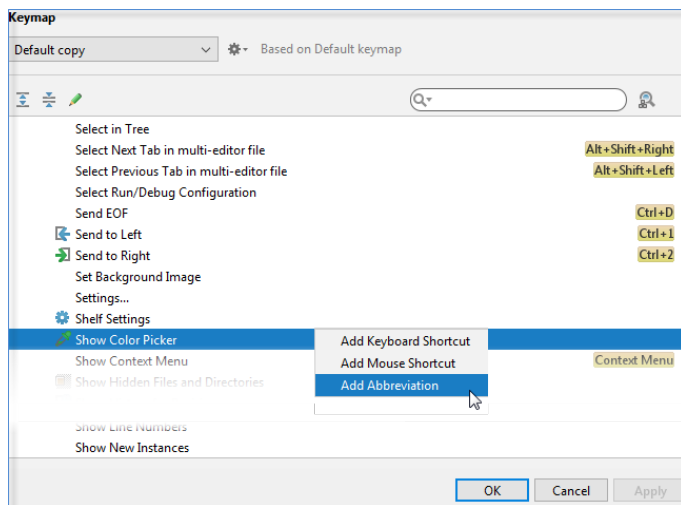 Keymap
Default copy Based on Default keymap
Select in Tree
Select Next Tab in multi-editor file Alt+Shift+Right
Select Previous Tab in multi-editor file Alt+Shift+Left
Select Run/Debug Configuration
Send EOF Ctrl+D
Send to Left Ctrl+1
Send to Right Ctrl+2
Set Background Image
Settings...
Shelf Settings
Show Color Picker Add Keyboard Shortcut
Show Context Menu Add Mouse Shortcut Context Menu
Show Hidden Files and Directories Add Abbreviation
Show Line Numbers
Show New Instances
OK Cancel Apply